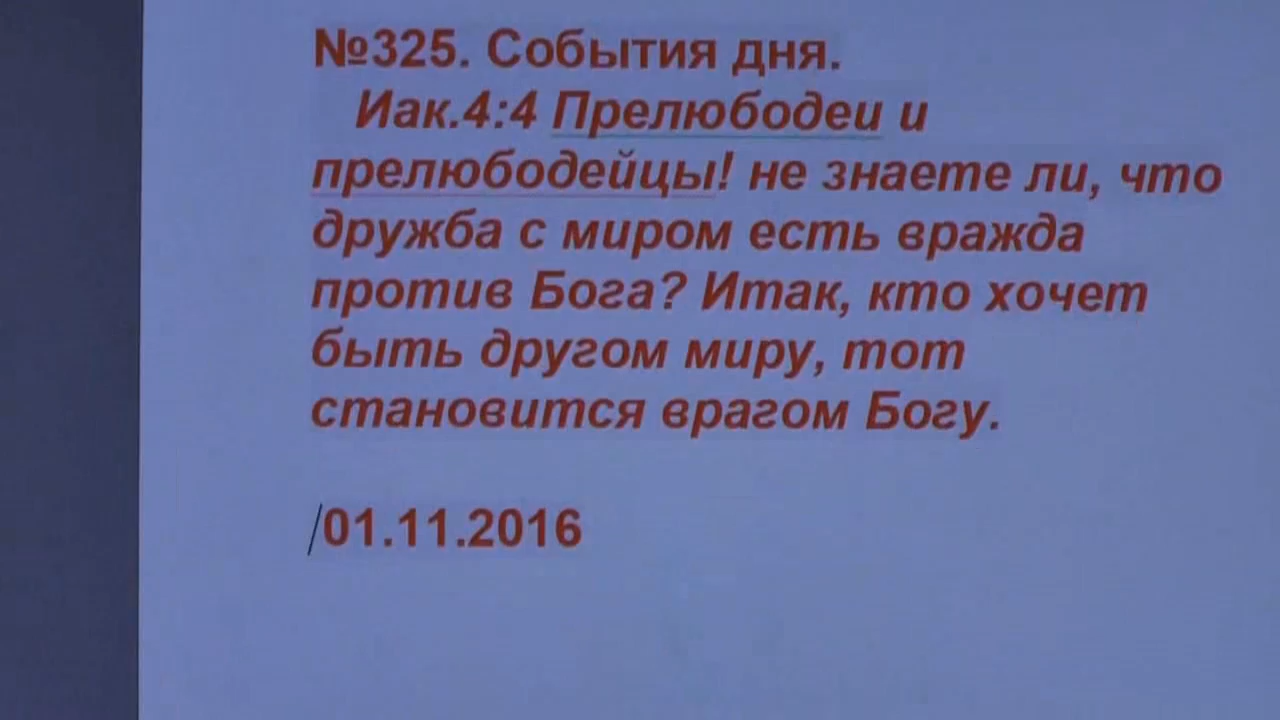 №325. События дня.
Иак.4:4 Прелюбодеи и
прелюбодейцы! не знаете ли, что
дружба с миром есть вражда
против Бога? Итак, кто хочет
быть другом миру, тот
становится врагом Богу.
01.11.2016